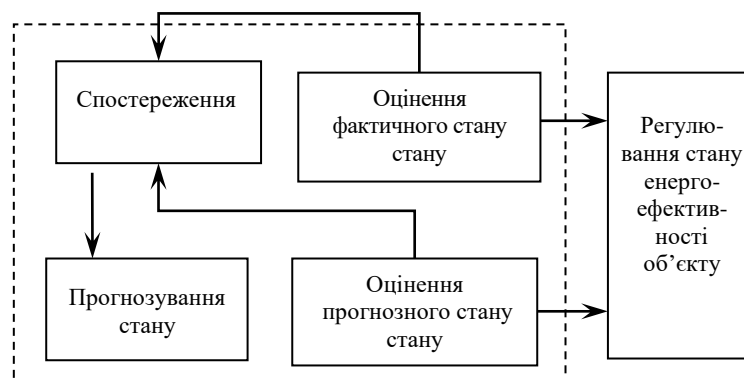 Спостереження
Оцінення
фактичного стану
стану
Регулю-
вання стану
енерго-
ефектив-
ності
об’єкту
Прогнозування
стану
Оцінення
прогнозного стану
стану